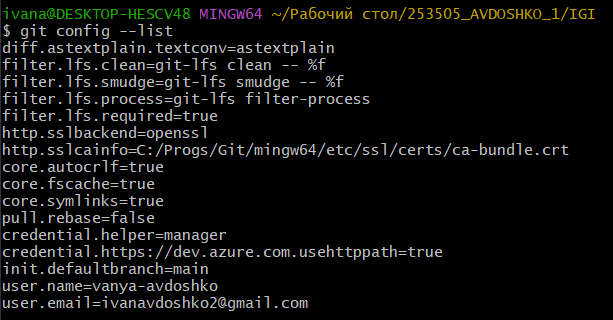 ivana@DESKTOP-HESCV48 MINGW64 ~/Рабочий стол/253505_AVDOSHKO_1/IGI
$ git config --list
diff.astextplain.textconv=astextplain
filter.lfs.clean=git-lfs clean -- %f
filter.lfs.smudge=git-lfs smudge -- %f
filter.lfs.process=git-lfs filter-process
filter.lfs.required=true
http.sslbackend=openssl
http.sslcainfo=C:/Progs/Git/mingw64/etc/ssl/certs/ca-bundle.crt
core.autocrlf=true
core.fscache=true
core.symlinks=true
pull.rebase=false
credential.helper=manager
credential.https://dev.azure.com.usehttppath=true
init.defaultbranch=main
user.name=vanya-avdoshko
user.email=ivanavdoshko2@gmail.com